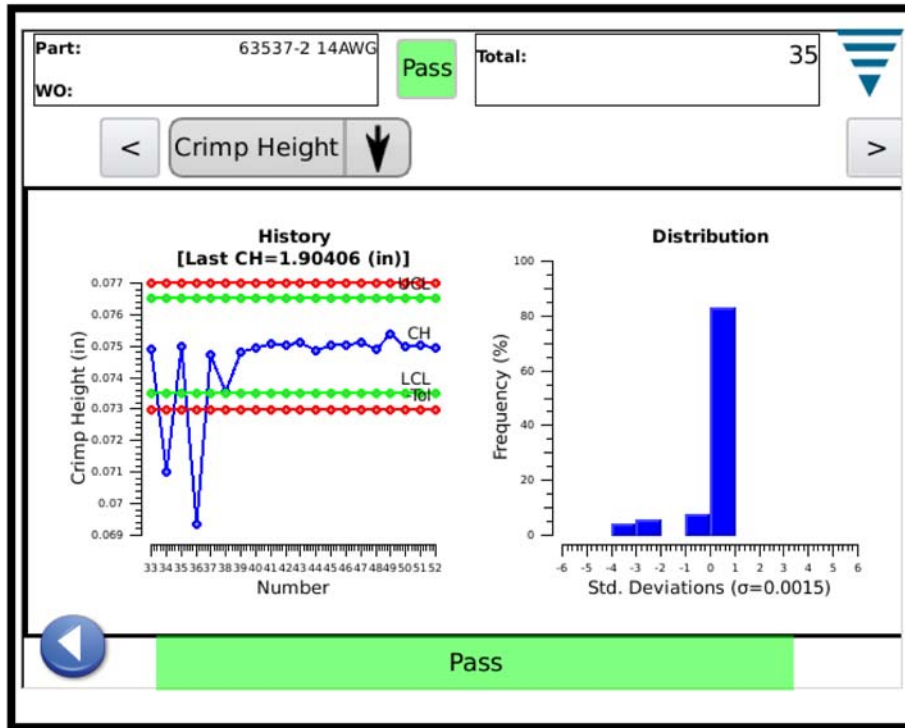 Part: 63537-2 14AWG
WO:
Pass
Total: 35
< Crimp Height >
History
[Last CH=1.90406 (in)]
Crimp Height (in)
0.077
0.076
0.075
0.074
0.073
0.072
0.071
0.07
0.069
UCL
CH
LCL
-Tol
33 34 35 36 37 38 39 40 41 42 43 44 45 46 47 48 49 50 51 52
Number
Distribution
Frequency (%)
100
80
60
40
20
0
-6 -5 -4 -3 -2 -1 0 1 2 3 4 5 6
Std. Deviations (σ=0.0015)
Pass